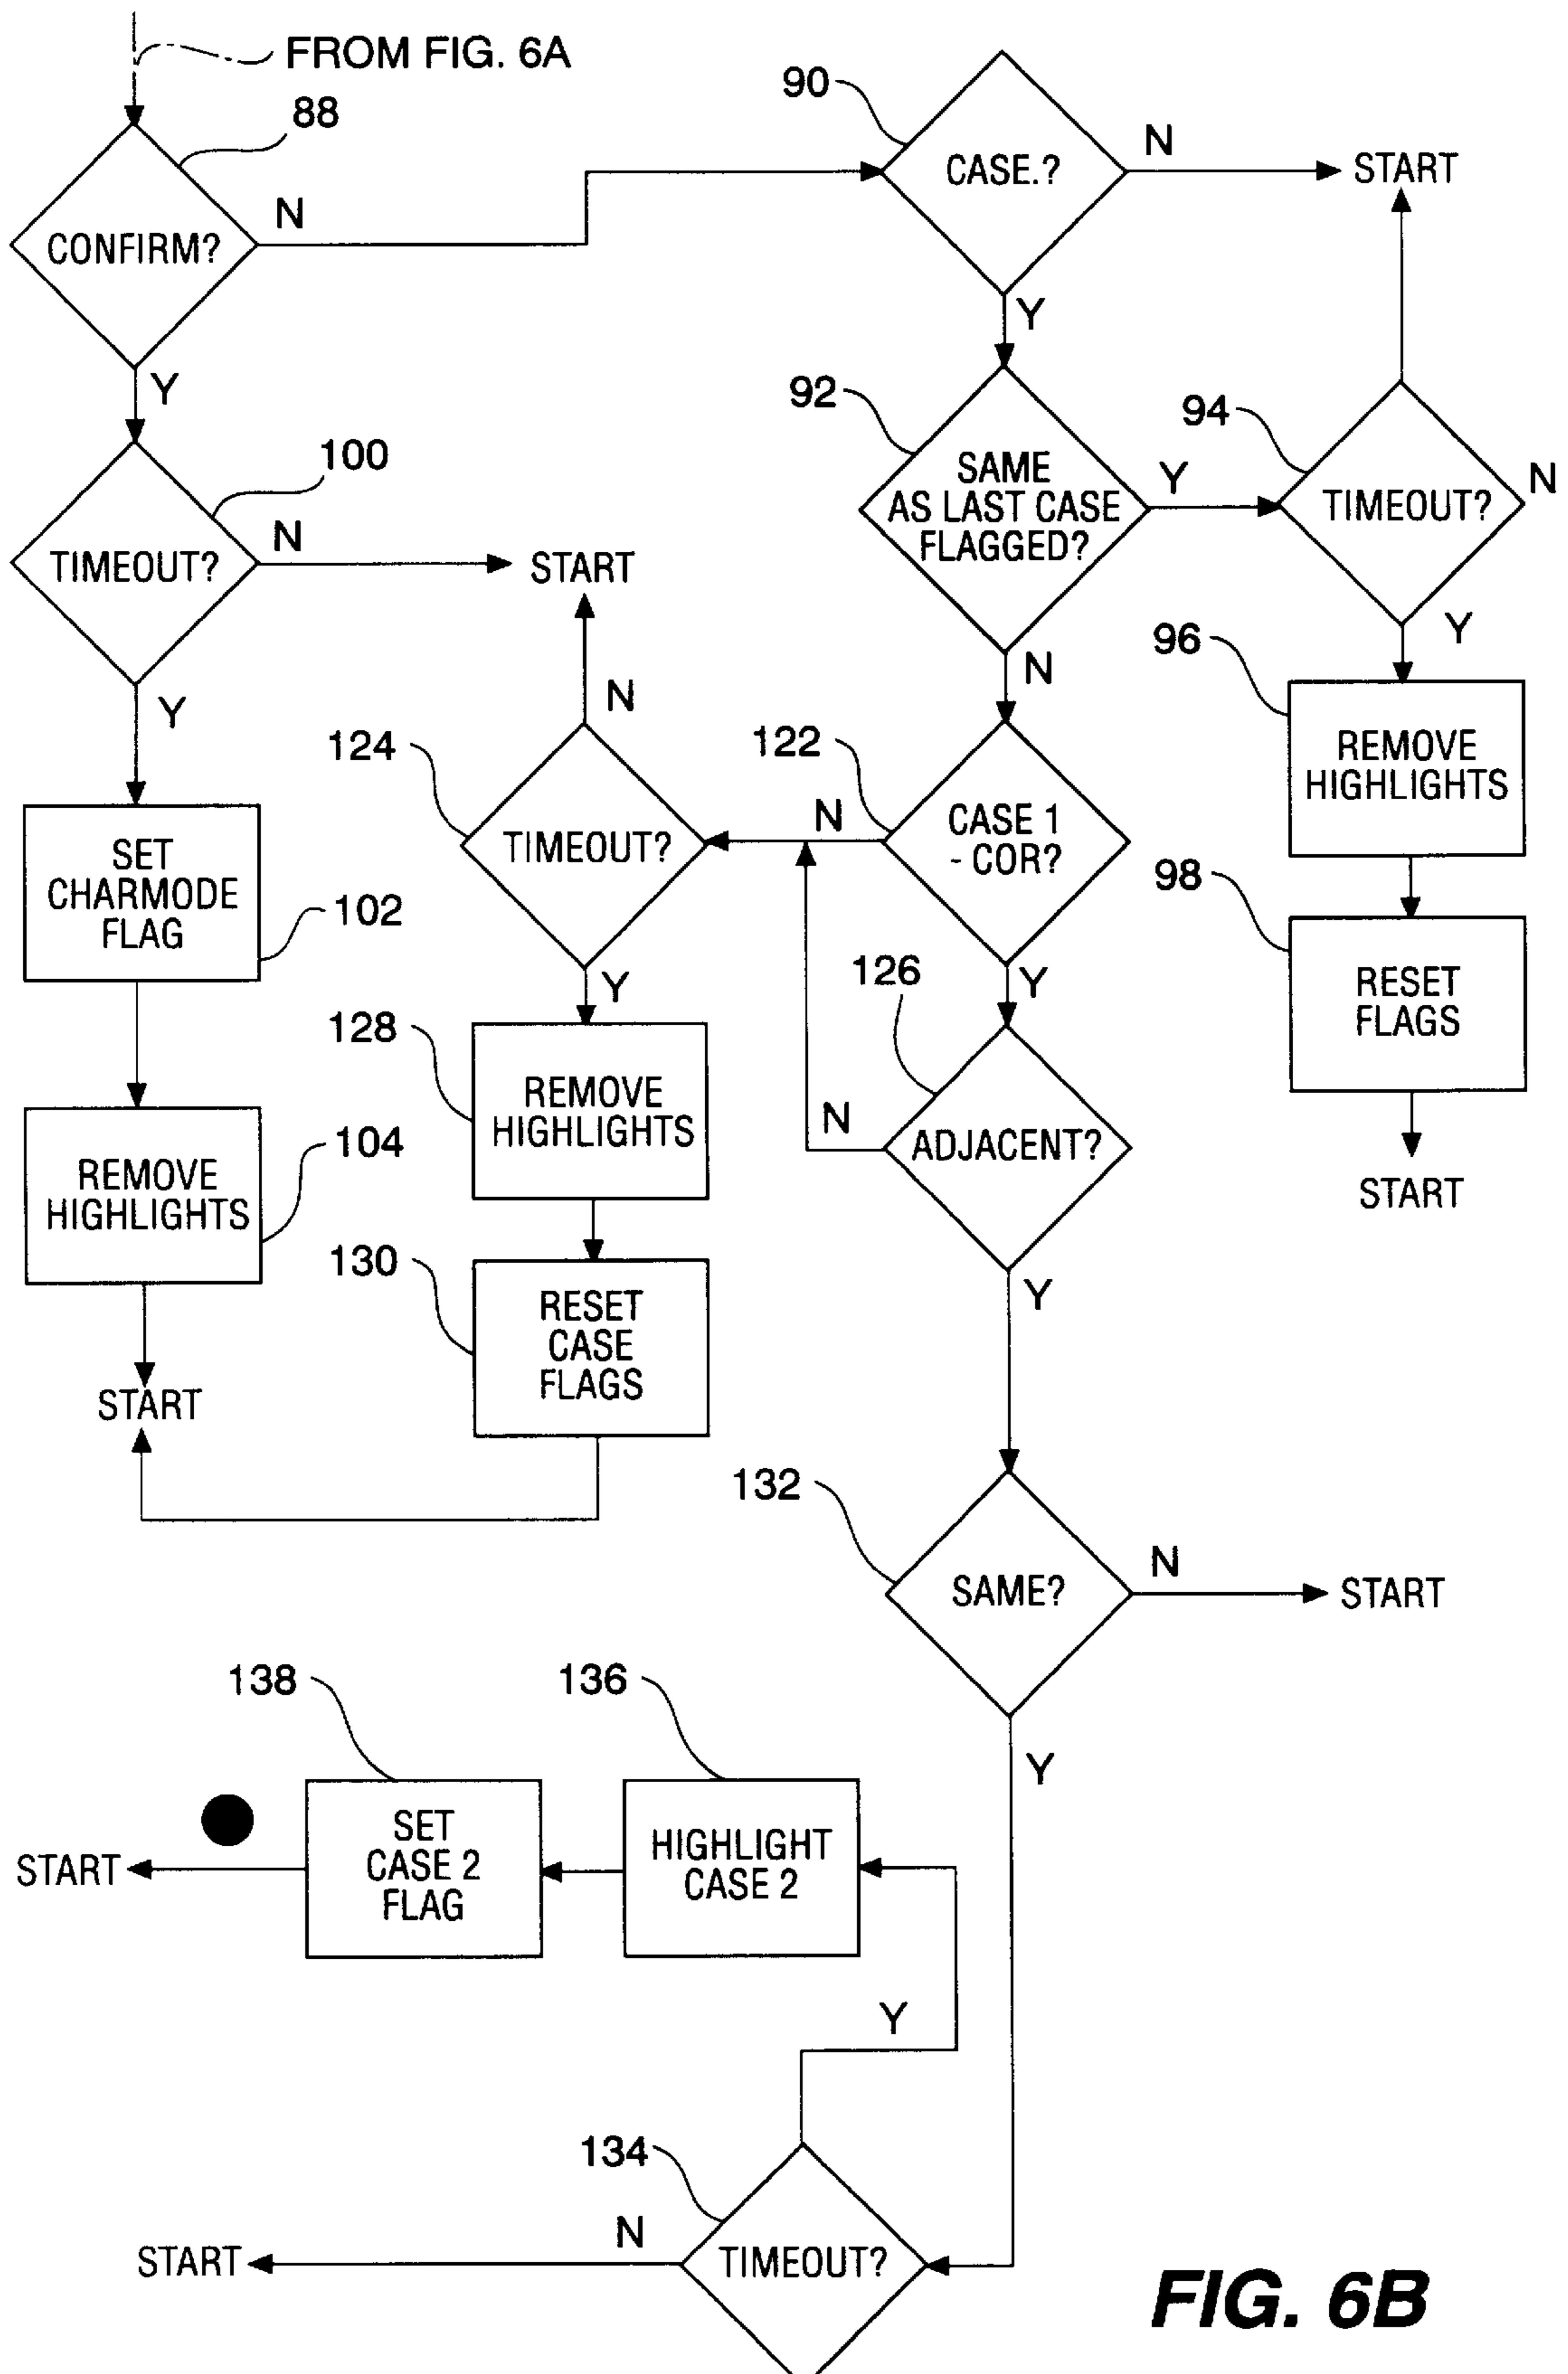 FROM FIG. 6A
88
CONFIRM?
N
Y
90
CASE.?
N
START
Y
92
SAME
AS LAST CASE
FLAGGED?
Y
N
94
TIMEOUT?
N
Y
96
REMOVE
HIGHLIGHTS
98
RESET
FLAGS
START
100
TIMEOUT?
N
START
Y
102
SET
CHARMODE
FLAG
104
REMOVE
HIGHLIGHTS
START
122
CASE 1
- COR?
N
Y
124
TIMEOUT?
N
Y
126
ADJACENT?
N
Y
128
REMOVE
HIGHLIGHTS
130
RESET
CASE
FLAGS
132
SAME?
N
START
Y
138
SET
CASE 2
FLAG
START
136
HIGHLIGHT
CASE 2
Y
134
TIMEOUT?
N
START
FIG. 6B